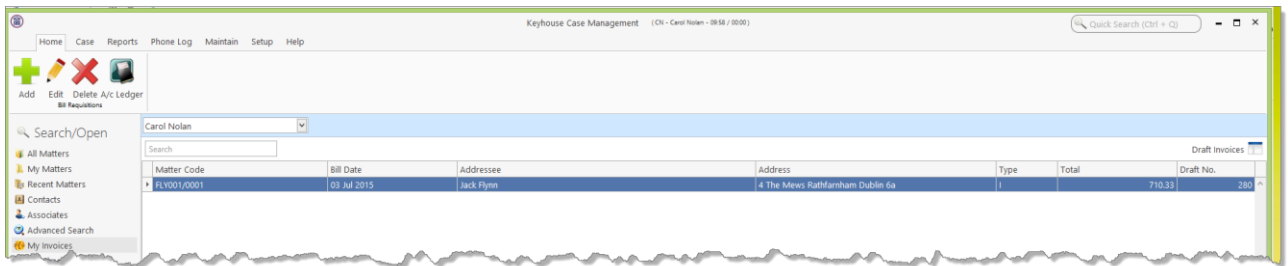 Keyhouse Case Management (CN - Carol Nolan - 09:58 / 00:00)
Quick Search (Ctrl + Q)
Home Case Reports Phone Log Maintain Setup Help
Add Edit Delete A/c Ledger
Bill Requisitions
Search/Open
Carol Nolan
All Matters
Search
Draft Invoices
My Matters
Matter Code Bill Date Addressee Address Type Total Draft No.
Recent Matters
FLY001/0001 03 Jul 2015 Jack Flynn 4 The Mews Rathfarnham Dublin 6a I 710.33 280
Contacts
Associates
Advanced Search
My Invoices